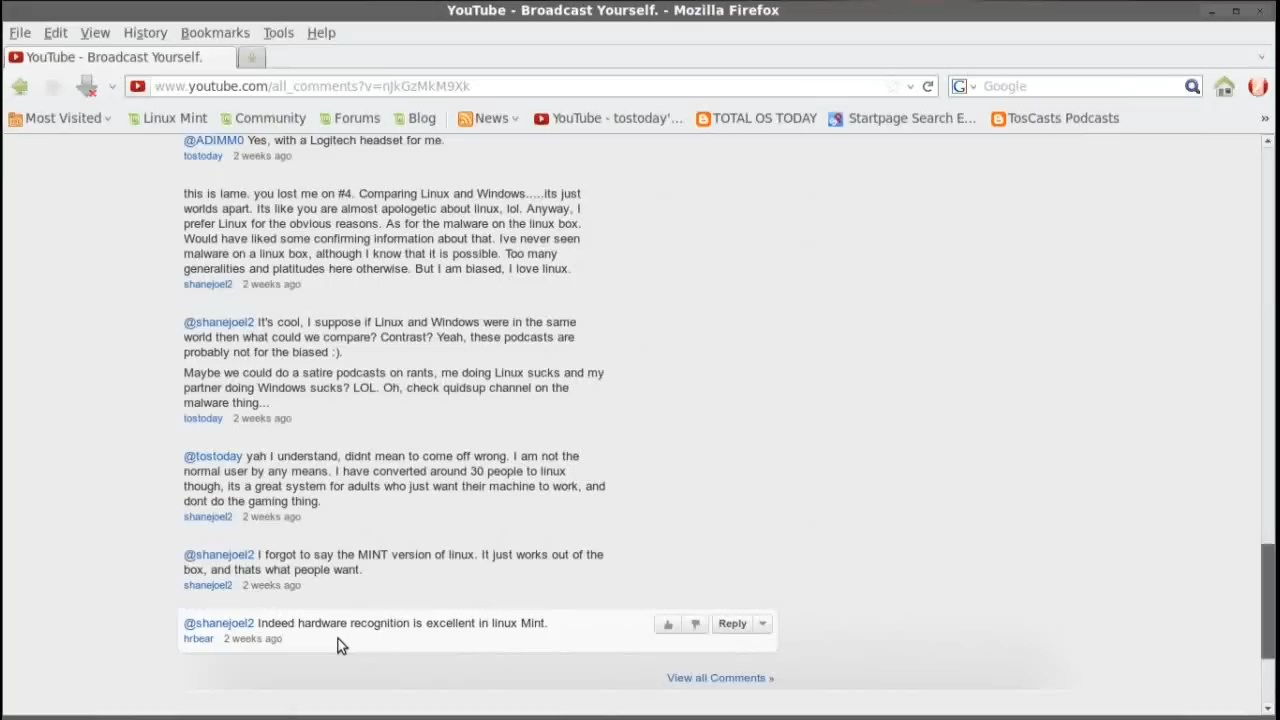 YouTube - Broadcast Yourself. - Mozilla Firefox
File Edit View History Bookmarks Tools Help
YouTube - Broadcast Yourself.
www.youtube.com/all_comments?v=nJkGzMkM9Xk
Google
Most Visited Linux Mint Community Forums Blog News YouTube - tostoday'... TOTAL OS TODAY Startpage Search E... TosCasts Podcasts »
@ADIMM0 Yes, with a Logitech headset for me.
tostoday 2 weeks ago
this is lame. you lost me on #4. Comparing Linux and Windows.....its just
worlds apart. Its like you are almost apologetic about linux, lol. Anyway, I
prefer Linux for the obvious reasons. As for the malware on the linux box.
Would have liked some confirming information about that. Ive never seen
malware on a linux box, although I know that it is possible. Too many
generalities and platitudes here otherwise. But I am biased, I love linux.
shanejoel2 2 weeks ago
@shanejoel2 It's cool, I suppose if Linux and Windows were in the same
world then what could we compare? Contrast? Yeah, these podcasts are
probably not for the biased :).
Maybe we could do a satire podcasts on rants, me doing Linux sucks and my
partner doing Windows sucks? LOL. Oh, check quidsup channel on the
malware thing...
tostoday 2 weeks ago
@tostoday yah I understand, didnt mean to come off wrong. I am not the
normal user by any means. I have converted around 30 people to linux
though, its a great system for adults who just want their machine to work, and
dont do the gaming thing.
shanejoel2 2 weeks ago
@shanejoel2 I forgot to say the MINT version of linux. It just works out of the
box, and thats what people want.
shanejoel2 2 weeks ago
@shanejoel2 Indeed hardware recognition is excellent in linux Mint.
Reply
hrbear 2 weeks ago
View all Comments »